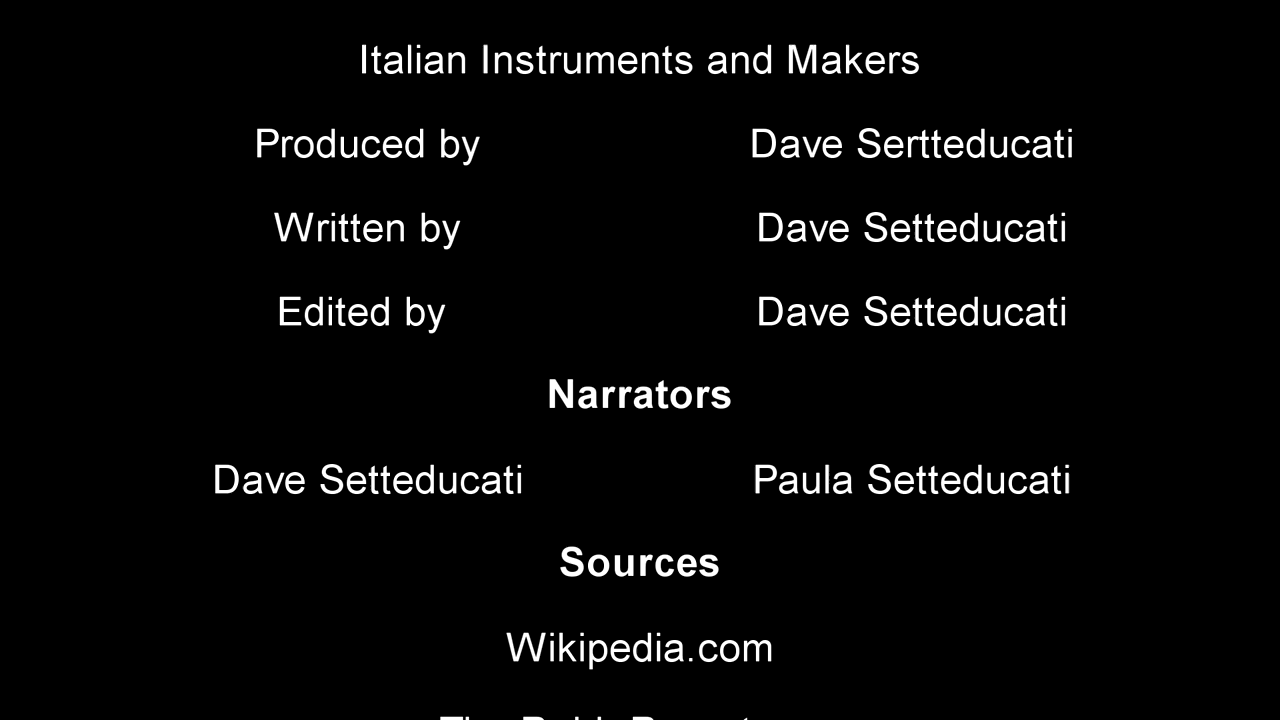 Italian Instruments and Makers
Produced by Dave Sertteducati
Written by Dave Setteducati
Edited by Dave Setteducati
Narrators
Dave Setteducati Paula Setteducati
Sources
Wikipedia.com